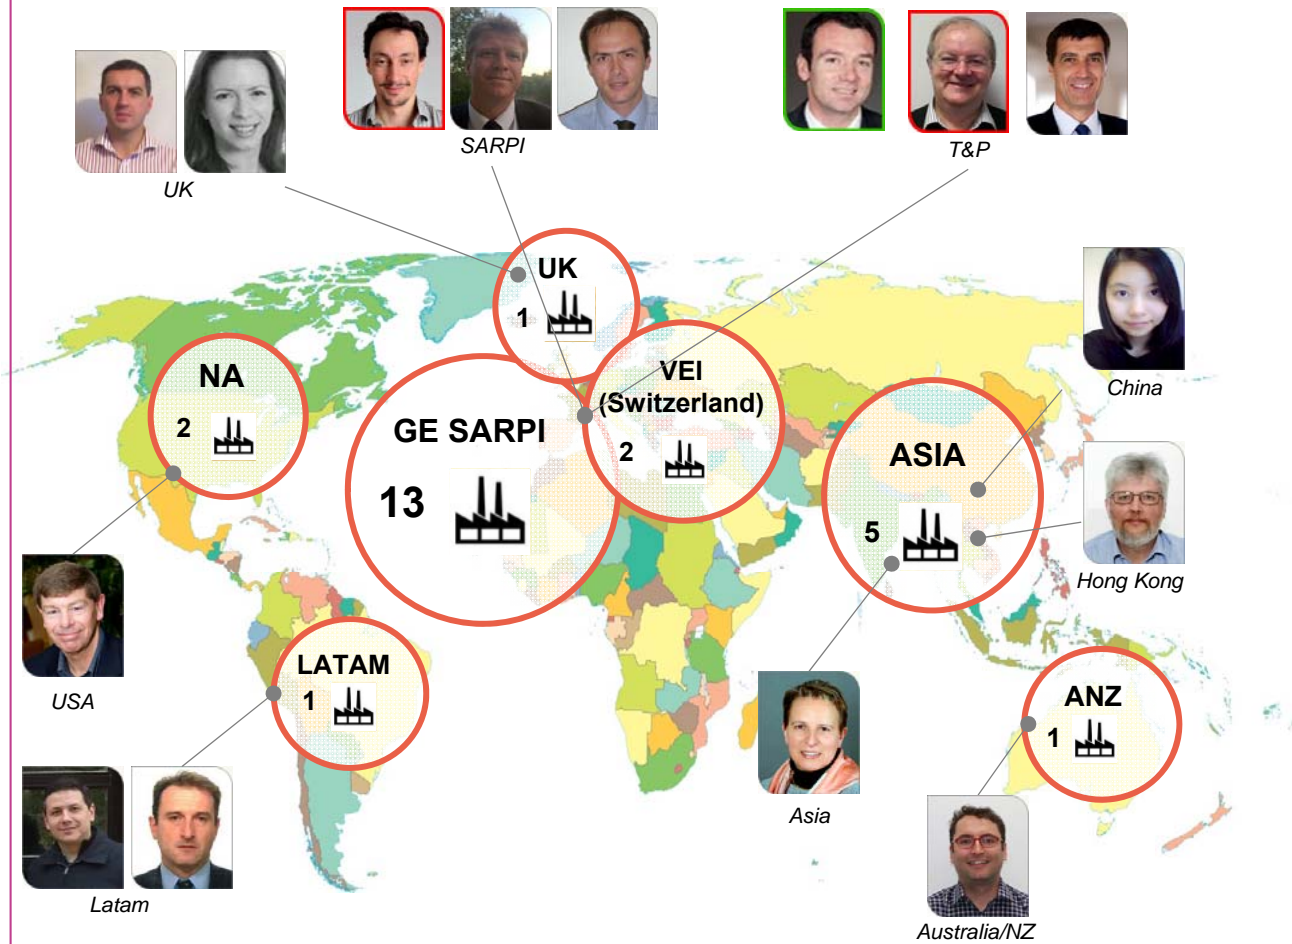 SARPI
T&P
UK
UK
1
China
VEI
(Switzerland)
2
NA
2
GE SARPI
13
ASIA
5
Hong Kong
USA
LATAM
1
ANZ
1
Asia
Latam
Australia/NZ